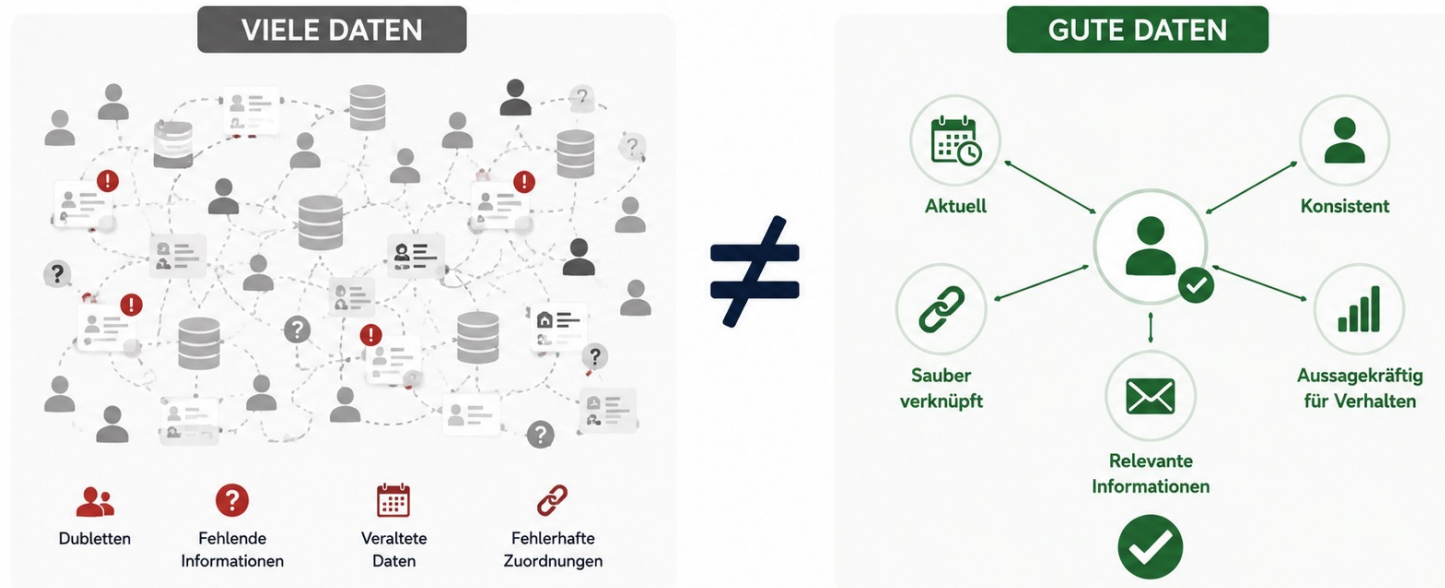 VIELE DATEN
?
?
!
!
?
!
?
!
?
?
Dubletten
?
Fehlende
Informationen
Veraltete
Daten
Fehlerhafte
Zuordnungen
≠
GUTE DATEN
Aktuell
Konsistent
Sauber
verknüpft
Aussagekräftig
für Verhalten
Relevante
Informationen